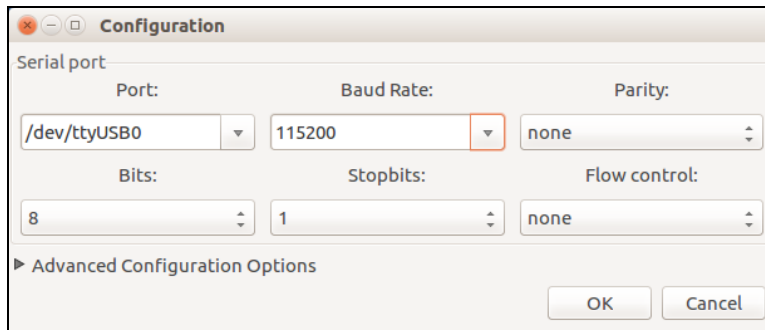 Configuration
Serial port
Port: Baud Rate: Parity:
/dev/ttyUSB0 115200 none
Bits: Stopbits: Flow control:
8 1 none
Advanced Configuration Options
OK Cancel